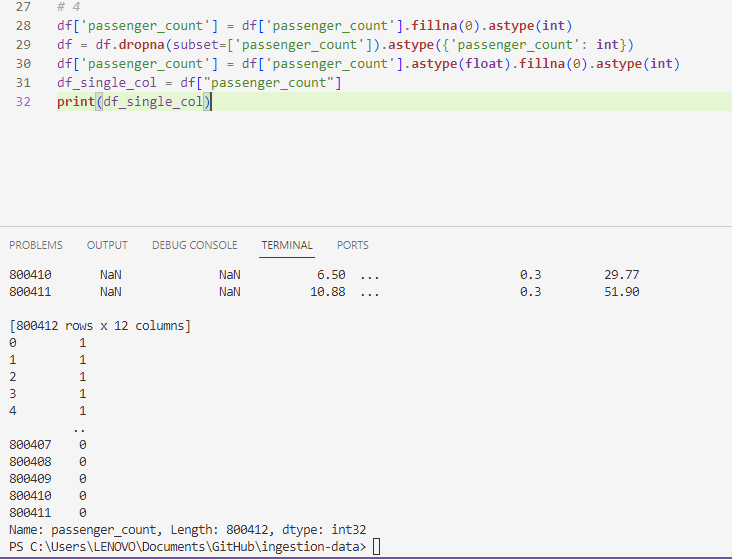 27 # 4
28 df['passenger_count'] = df['passenger_count'].fillna(0).astype(int)
29 df = df.dropna(subset=['passenger_count']).astype({'passenger_count': int})
30 df['passenger_count'] = df['passenger_count'].astype(float).fillna(0).astype(int)
31 df_single_col = df["passenger_count"]
32 print(df_single_col)
PROBLEMS OUTPUT DEBUG CONSOLE TERMINAL PORTS
800410 NaN NaN 6.50 ... 0.3 29.77
800411 NaN NaN 10.88 ... 0.3 51.90
[800412 rows x 12 columns]
0 1
1 1
2 1
3 1
4 1
..
800407 0
800408 0
800409 0
800410 0
800411 0
Name: passenger_count, Length: 800412, dtype: int32
PS C:\Users\LENOVO\Documents\GitHub\ingestion-data>